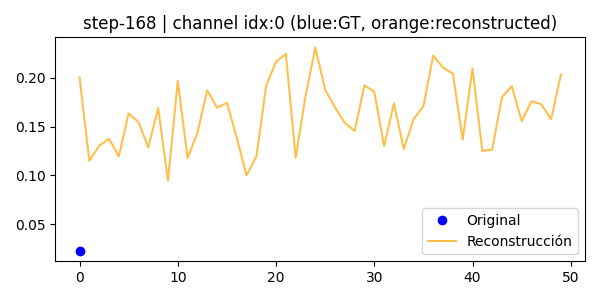 step-168 | channel idx:0 (blue:GT, orange:reconstructed)
0.20
0.15
0.10
0.05
Original
Reconstrucción
0 10 20 30 40 50